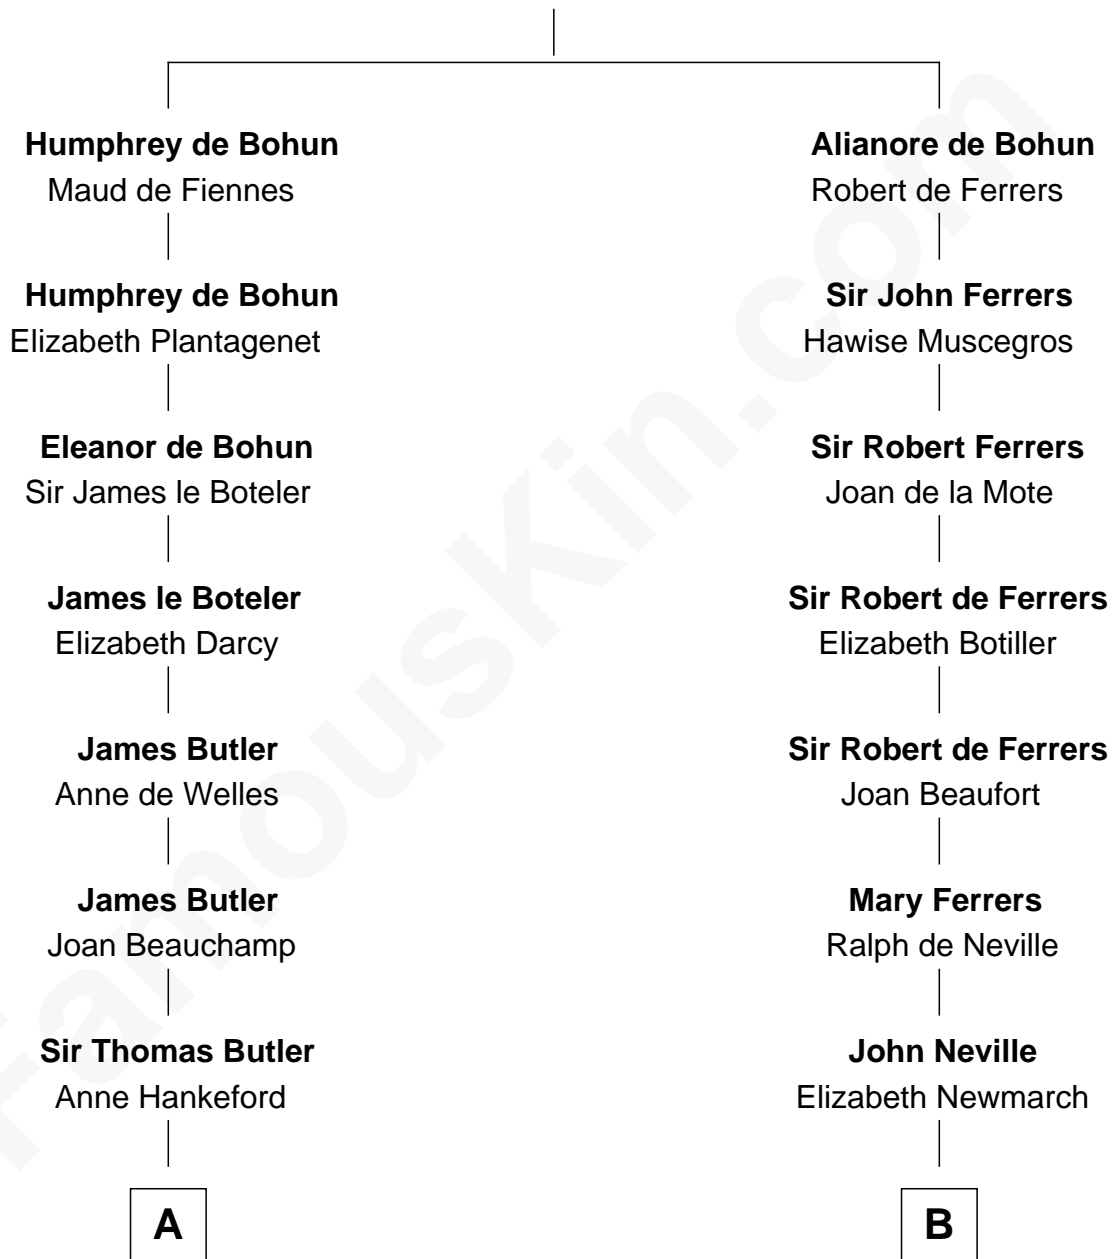 Humphrey de Bohun
Maud de Fiennes
Humphrey de Bohun
Elizabeth Plantagenet
Eleanor de Bohun
Sir James le Boteler
James le Boteler
Elizabeth Darcy
James Butler
Anne de Welles
James Butler
Joan Beauchamp
Sir Thomas Butler
Anne Hankeford
A
Alianore de Bohun
Robert de Ferrers
Sir John Ferrers
Hawise Muscegros
Sir Robert Ferrers
Joan de la Mote
Sir Robert de Ferrers
Elizabeth Botiller
Sir Robert de Ferrers
Joan Beaufort
Mary Ferrers
Ralph de Neville
John Neville
Elizabeth Newmarch
B
FamousKin.com